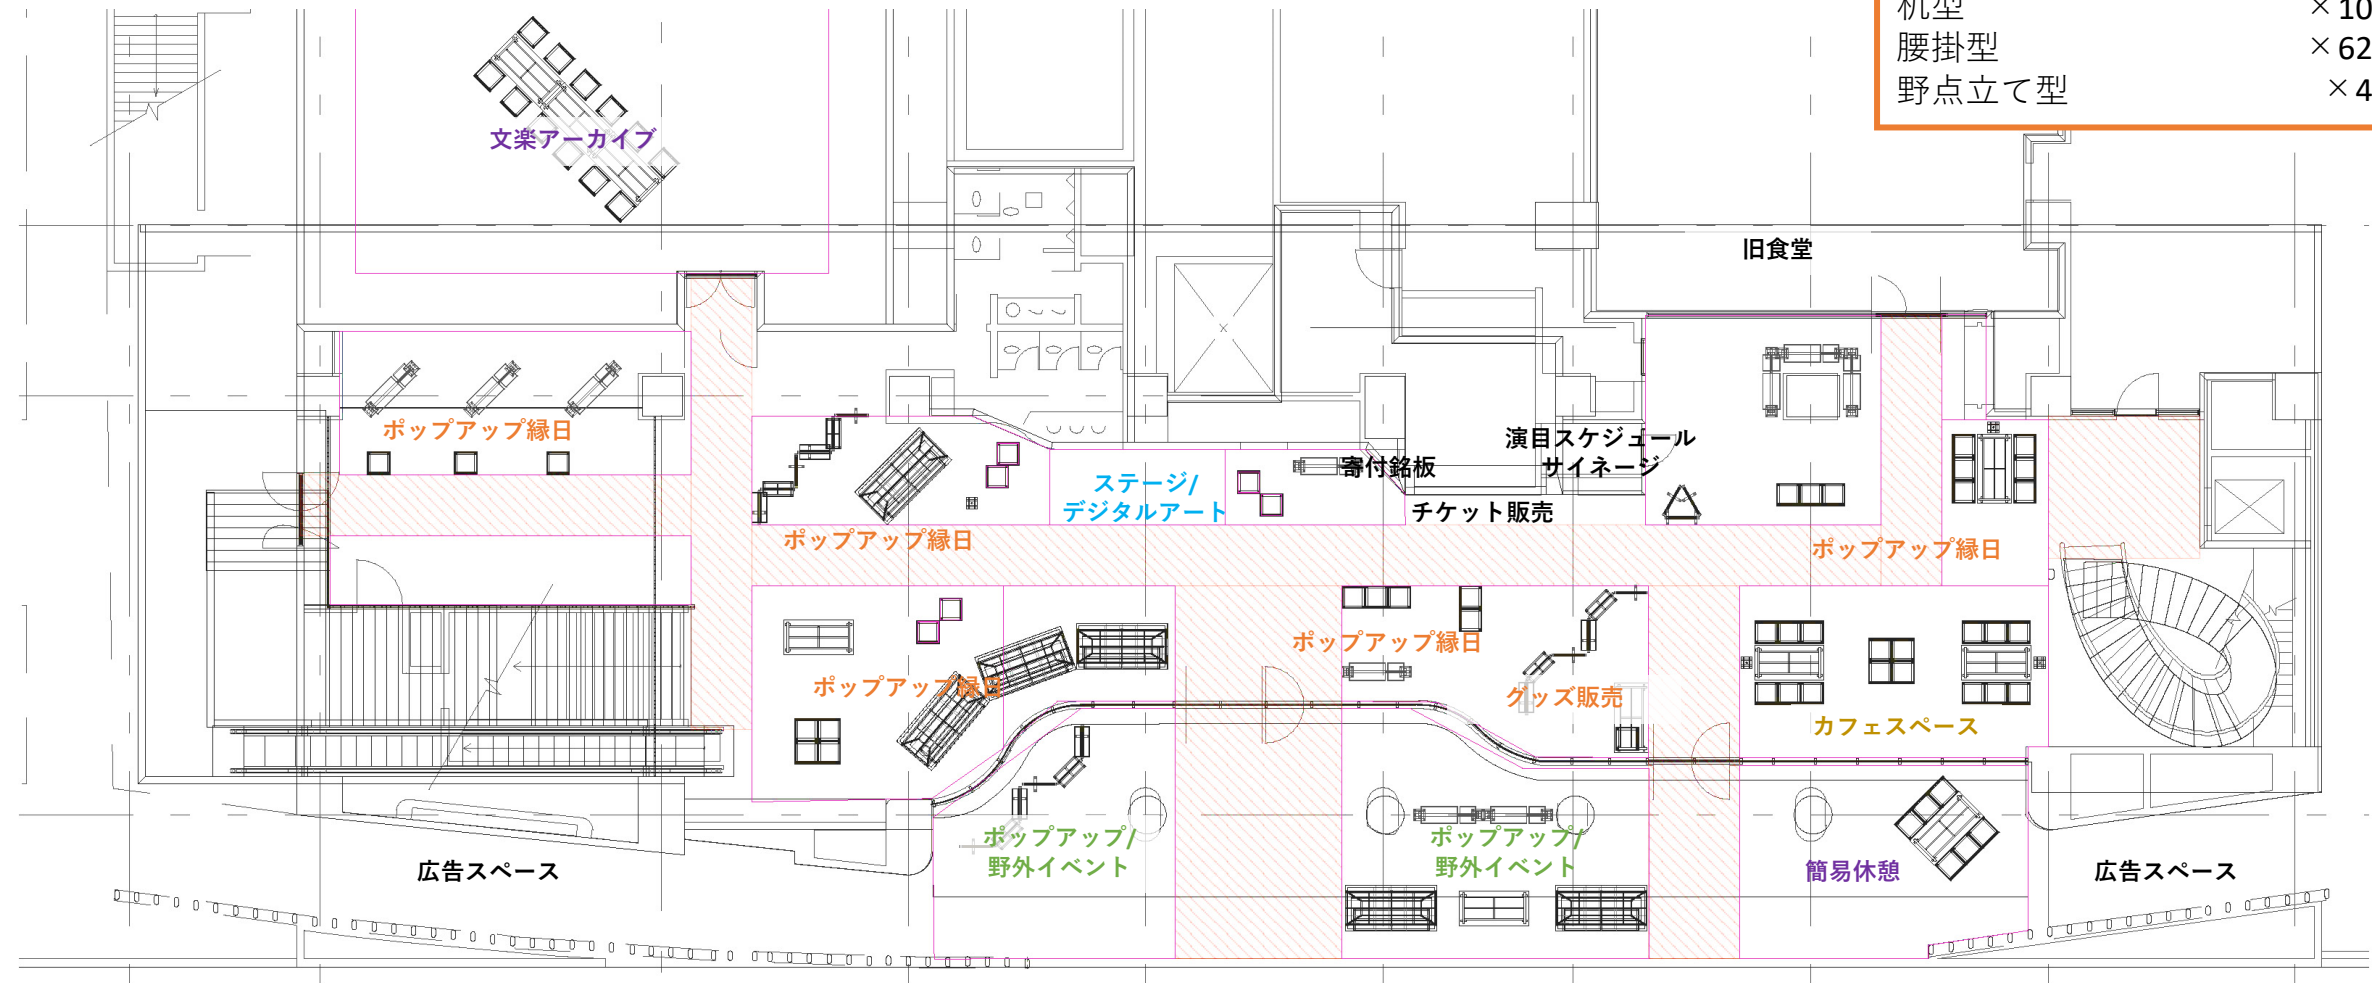 机型 ×10
腰掛型 ×62
野点立て型 ×4
文楽アーカイブ
旧食堂
ポップアップ縁日
演目スケジュール
サイネージ
寄付銘板
ステージ/
デジタルアート
チケット販売
ポップアップ縁日
ポップアップ縁日
ポップアップ縁日
ポップアップ縁日
グッズ販売
カフェスペース
ポップアップ/
野外イベント
ポップアップ/
野外イベント
広告スペース
簡易休憩
広告スペース